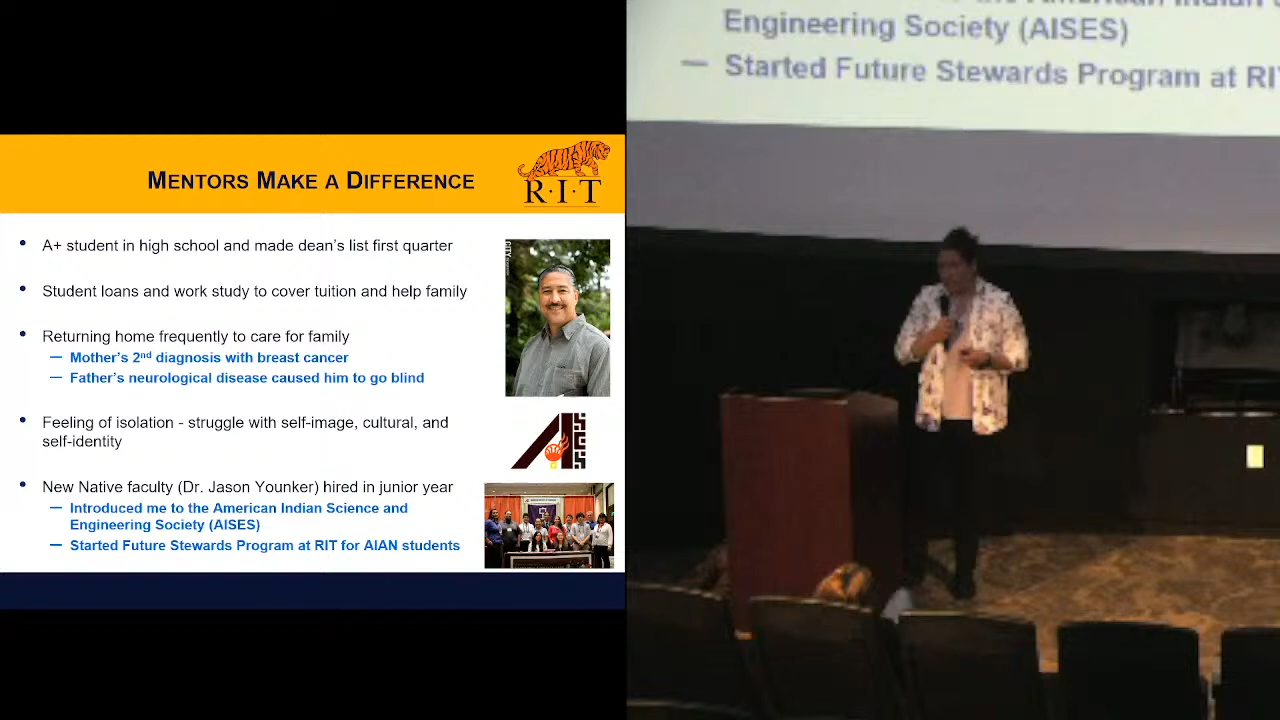 MENTORS MAKE A DIFFERENCE
R·I·T
• A+ student in high school and made dean's list first quarter
• Student loans and work study to cover tuition and help family
• Returning home frequently to care for family
— Mother's 2nd diagnosis with breast cancer
— Father's neurological disease caused him to go blind
• Feeling of isolation - struggle with self-image, cultural, and
self-identity
• New Native faculty (Dr. Jason Younker) hired in junior year
— Introduced me to the American Indian Science and
Engineering Society (AISES)
— Started Future Stewards Program at RIT for AIAN students
CITY
the American Indian
Engineering Society (AISES)
— Started Future Stewards Program at RI